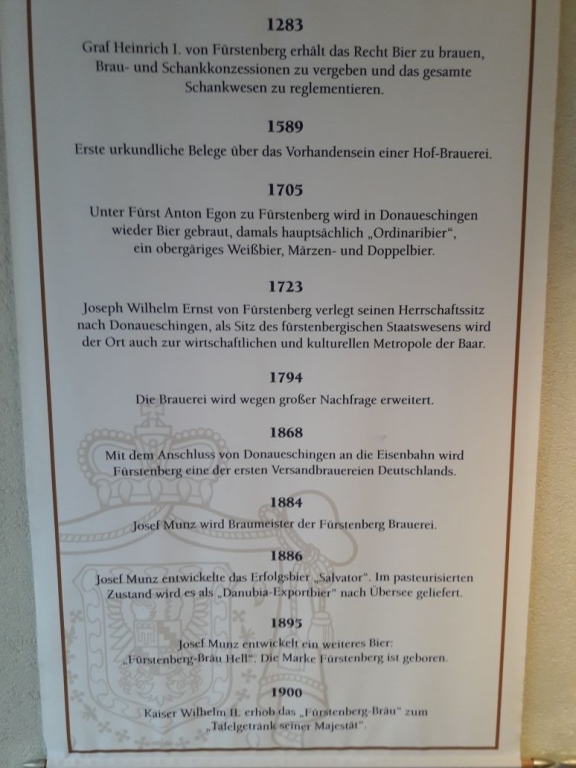 1283
Graf Heinrich I. von Fürstenberg erhält das Recht Bier zu brauen,
Brau- und Schankkonzessionen zu vergeben und das gesamte
Schankwesen zu reglementieren.
1589
Erste urkundliche Belege über das Vorhandensein einer Hof-Brauerei.
1705
Unter Fürst Anton Egon zu Fürstenberg wird in Donaueschingen
wieder Bier gebraut, damals hauptsächlich „Ordinaribier“,
ein obergäriges Weißbier, Märzen- und Doppelbier.
1723
Joseph Wilhelm Ernst von Fürstenberg verlegt seinen Herrschaftssitz
nach Donaueschingen, als Sitz des fürstenbergischen Staatswesens wird
der Ort auch zur wirtschaftlichen und kulturellen Metropole der Baar.
1794
Die Brauerei wird wegen großer Nachfrage erweitert.
1868
Mit dem Anschluss von Donaueschingen an die Eisenbahn wird
Fürstenberg eine der ersten Versandbrauereien Deutschlands.
1884
Josef Munz wird Braumeister der Fürstenberg Brauerei.
1886
Josef Munz entwickelte das Erfolgsbier „Salvator“. Im pasteurisierten
Zustand wird es als „Danubia-Exportbier“ nach Übersee geliefert.
1895
Josef Munz entwickelt ein weiteres Bier:
„Fürstenberg-Bräu Hell“. Die Marke Fürstenberg ist geboren.
1900
Kaiser Wilhelm II. erhob das „Fürstenberg-Bräu“ zum
„Tafelgetränk seiner Majestät“.